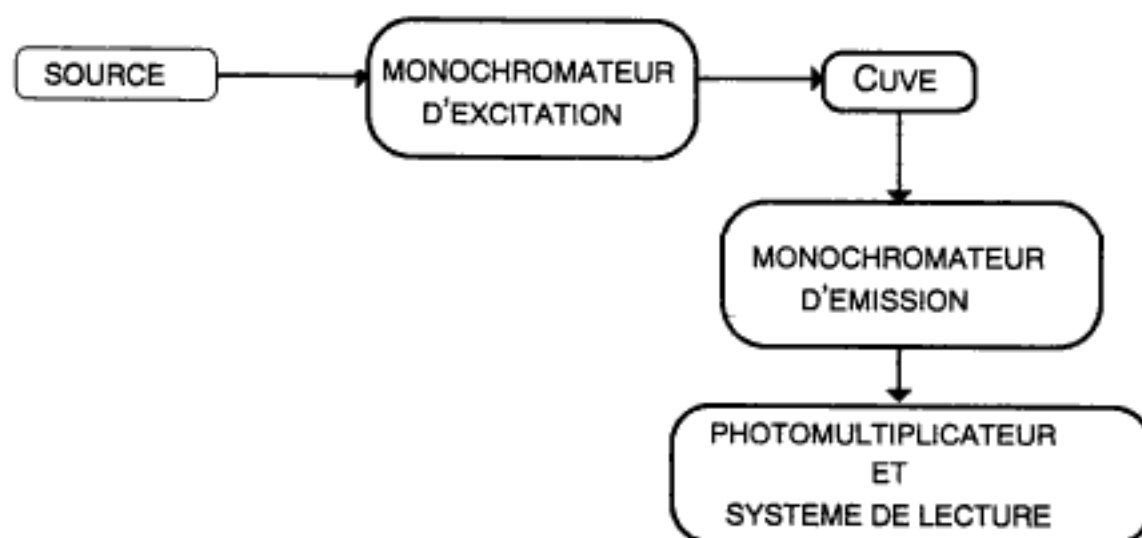 SOURCE
MONOCHROMATEUR
D'EXCITATION
CUVE
MONOCHROMATEUR
D'EMISSION
PHOTOMULTIPLICATEUR
ET
SYSTEME DE LECTURE